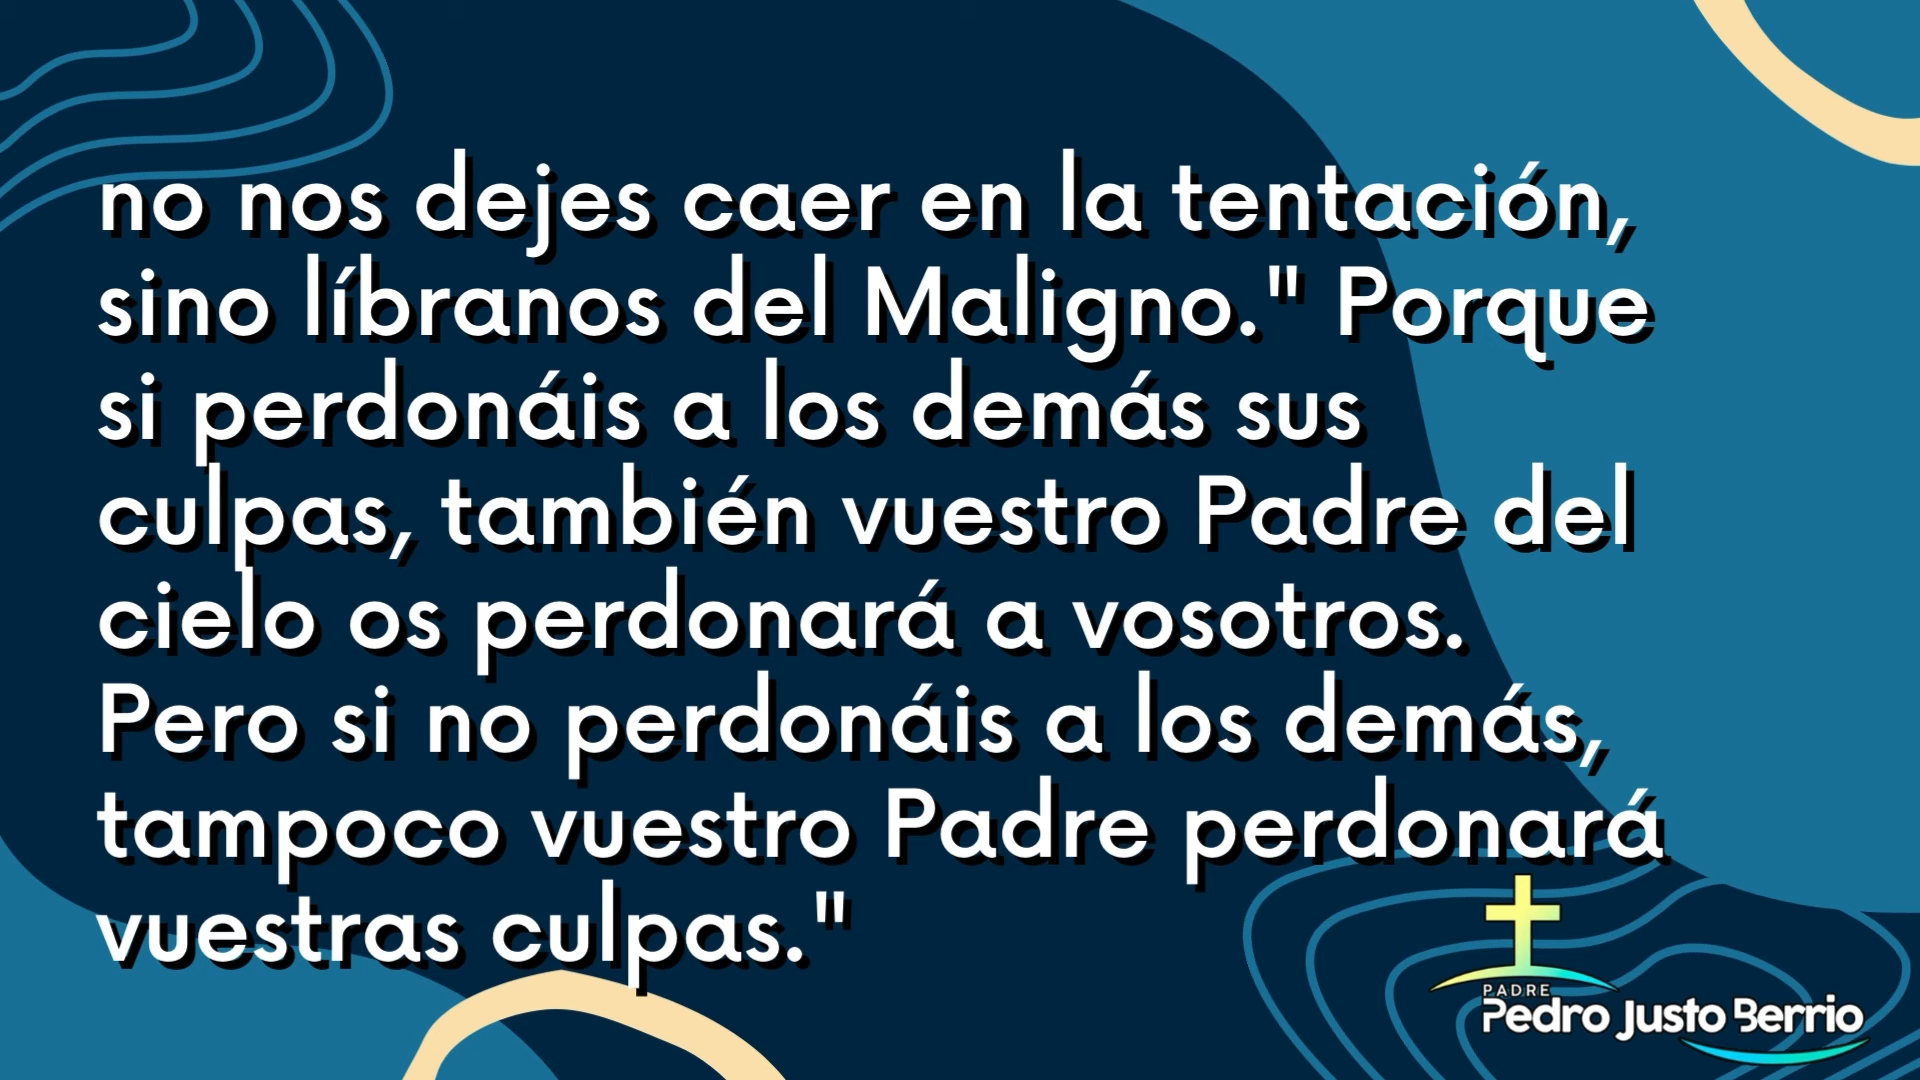 no nos dejes caer en la tentación,
sino líbranos del Maligno." Porque
si perdonáis a los demás sus
culpas, también vuestro Padre del
cielo os perdonará a vosotros.
Pero si no perdonáis a los demás,
tampoco vuestro Padre perdonará
vuestras culpas."
PADRE
Pedro Justo Berrio